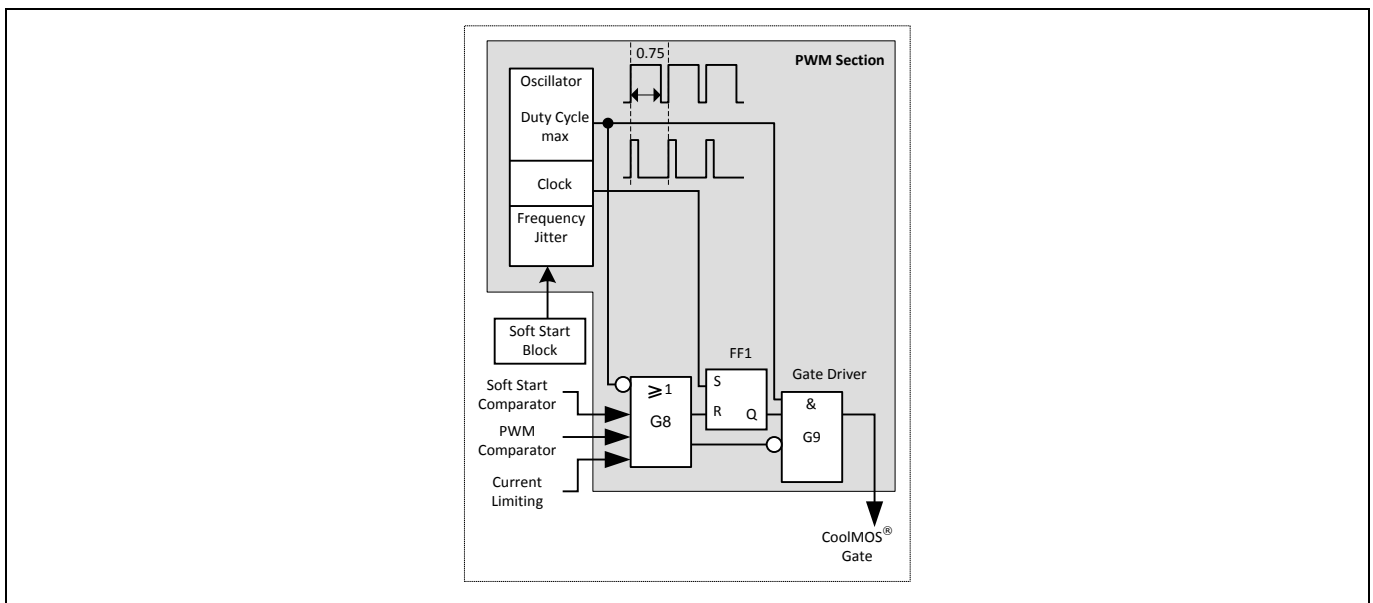 0.75
PWM Section
Oscillator
Duty Cycle
max
Clock
Frequency
Jitter
Soft Start
Block
FF1
Gate Driver
Soft Start
Comparator
PWM
Comparator
Current
Limiting
≥1
G8
S
R Q
&
G9
CoolMOS®
Gate